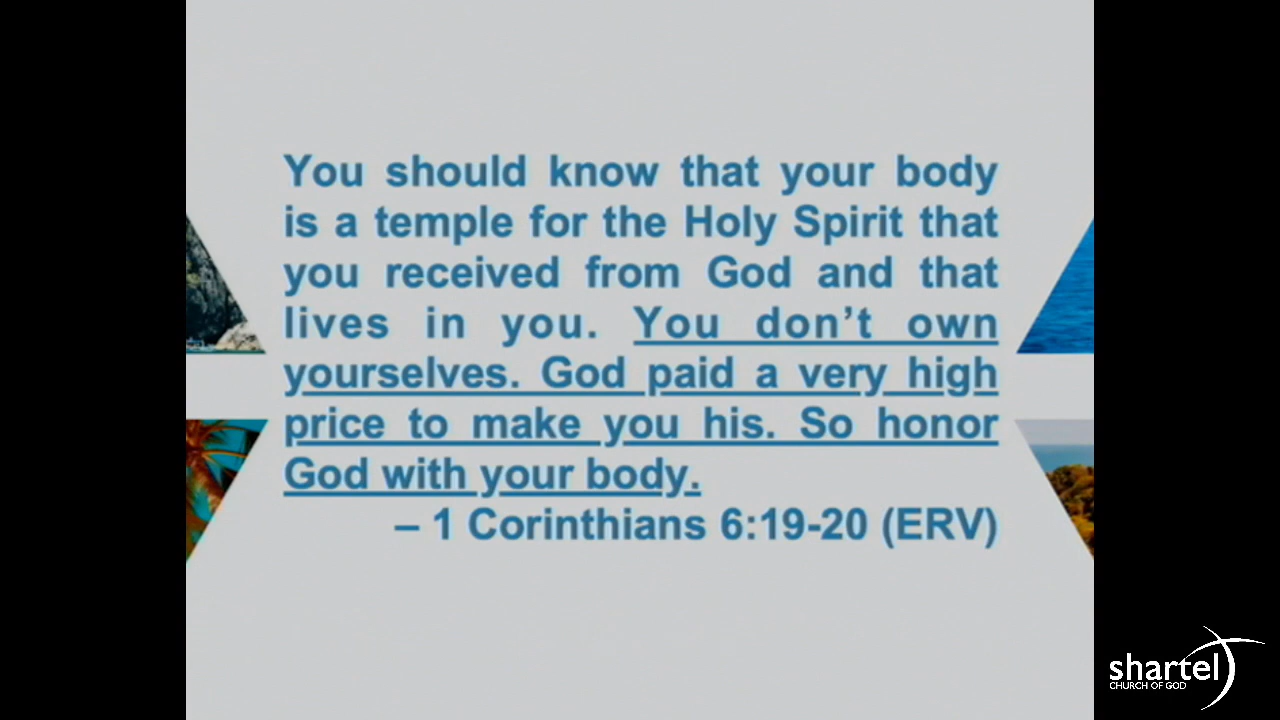 You should know that your body
is a temple for the Holy Spirit that
you received from God and that
lives in you. You don’t own
yourselves. God paid a very high
price to make you his. So honor
God with your body.
– 1 Corinthians 6:19-20 (ERV)
shartel
CHURCH OF GOD